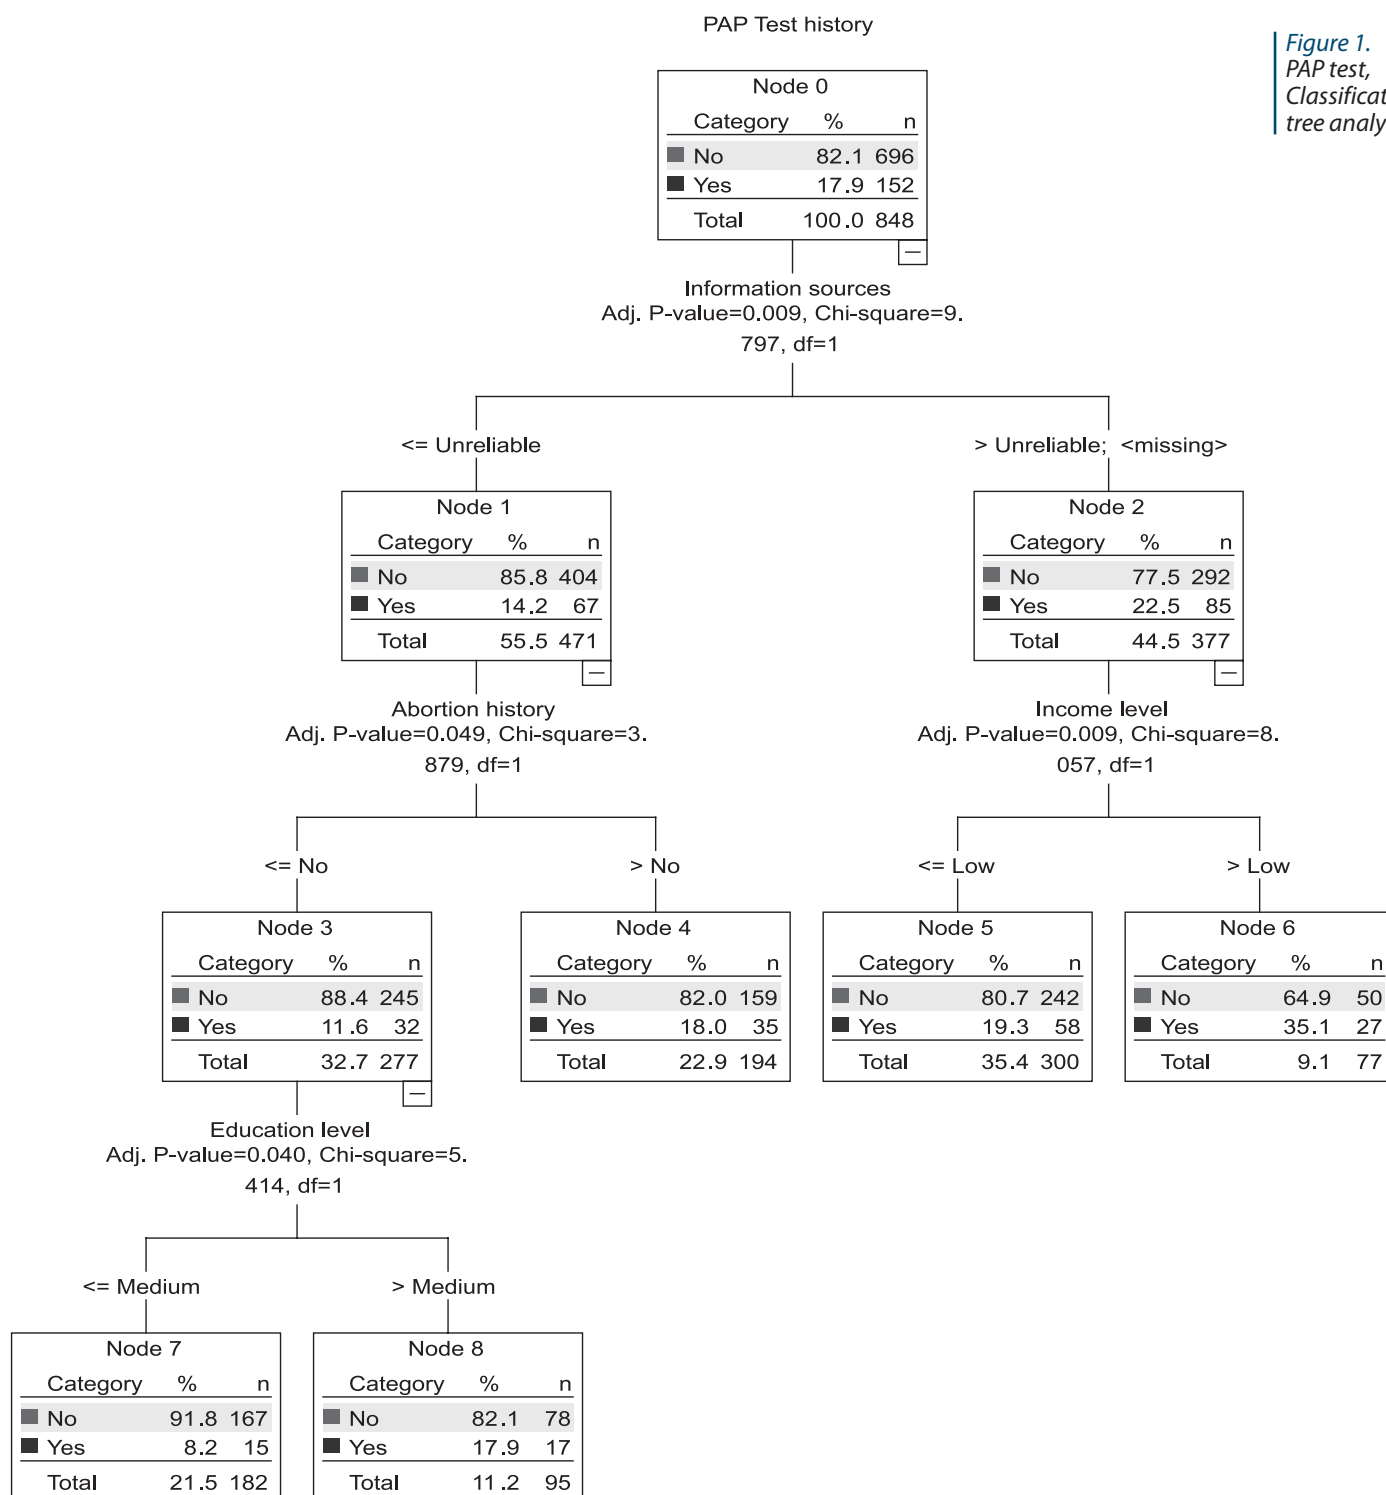 PAP Test history
Figure 1.
PAP test,
Classificat
tree analy
Node 0
Category % n
No 82.1 696
Yes 17.9 152
Total 100.0 848
Information sources
Adj. P-value=0.009, Chi-square=9.
797, df=1
<= Unreliable
> Unreliable; <missing>
Node 1
Category % n
No 85.8 404
Yes 14.2 67
Total 55.5 471
Node 2
Category % n
No 77.5 292
Yes 22.5 85
Total 44.5 377
Abortion history
Adj. P-value=0.049, Chi-square=3.
879, df=1
Income level
Adj. P-value=0.009, Chi-square=8.
057, df=1
<= No
> No
<= Low
> Low
Node 3
Category % n
No 88.4 245
Yes 11.6 32
Total 32.7 277
Node 4
Category % n
No 82.0 159
Yes 18.0 35
Total 22.9 194
Node 5
Category % n
No 80.7 242
Yes 19.3 58
Total 35.4 300
Node 6
Category % n
No 64.9 50
Yes 35.1 27
Total 9.1 77
Education level
Adj. P-value=0.040, Chi-square=5.
414, df=1
<= Medium
> Medium
Node 7
Category % n
No 91.8 167
Yes 8.2 15
Total 21.5 182
Node 8
Category % n
No 82.1 78
Yes 17.9 17
Total 11.2 95